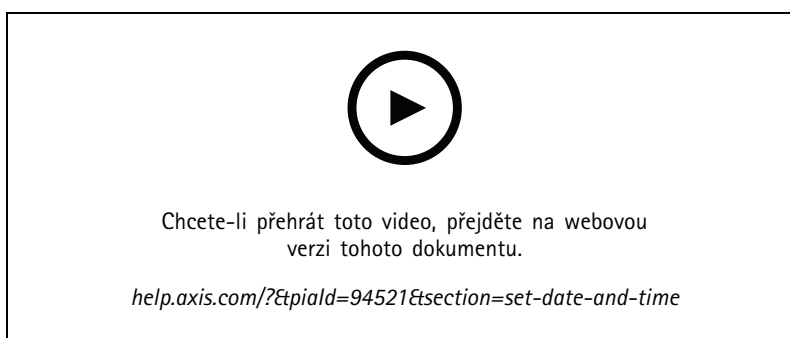 Chcete-li přehrát toto video, přejděte na webovou
verzi tohoto dokumentu.
help.axis.com/?&tpiald=94521&section=set-date-and-time